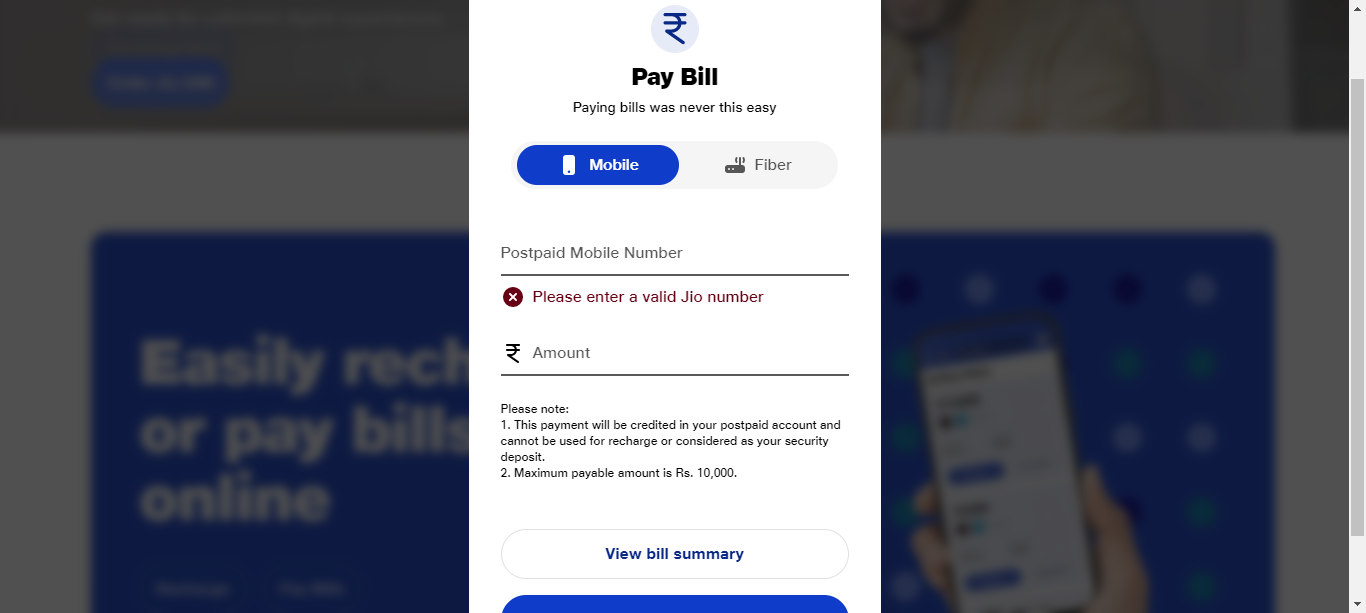 ₹
Pay Bill
Paying bills was never this easy
Mobile
Fiber
Postpaid Mobile Number
Please enter a valid Jio number
₹ Amount
Please note:
1. This payment will be credited in your postpaid account and
cannot be used for recharge or considered as your security
deposit.
2. Maximum payable amount is Rs. 10,000.
View bill summary
Easily rech
or pay bills
online
Recharge
Pay Bills